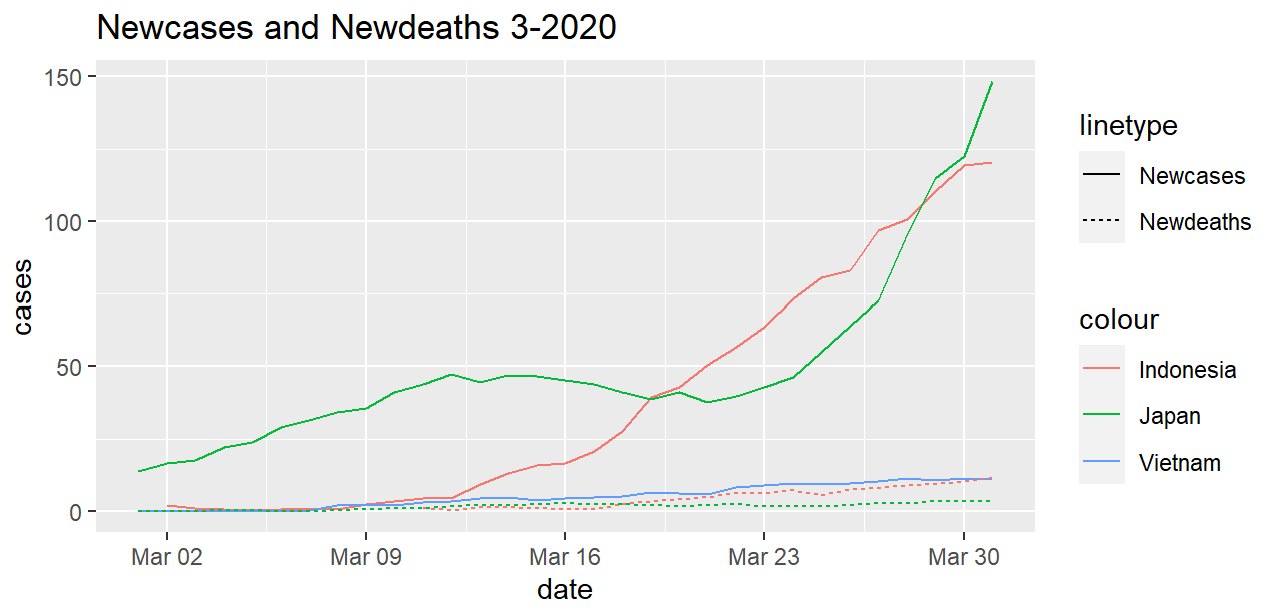 Newcases and Newdeaths 3-2020
150
100
50
0
cases
Mar 02
Mar 09
Mar 16
Mar 23
Mar 30
date
linetype
Newcases
Newdeaths
colour
Indonesia
Japan
Vietnam